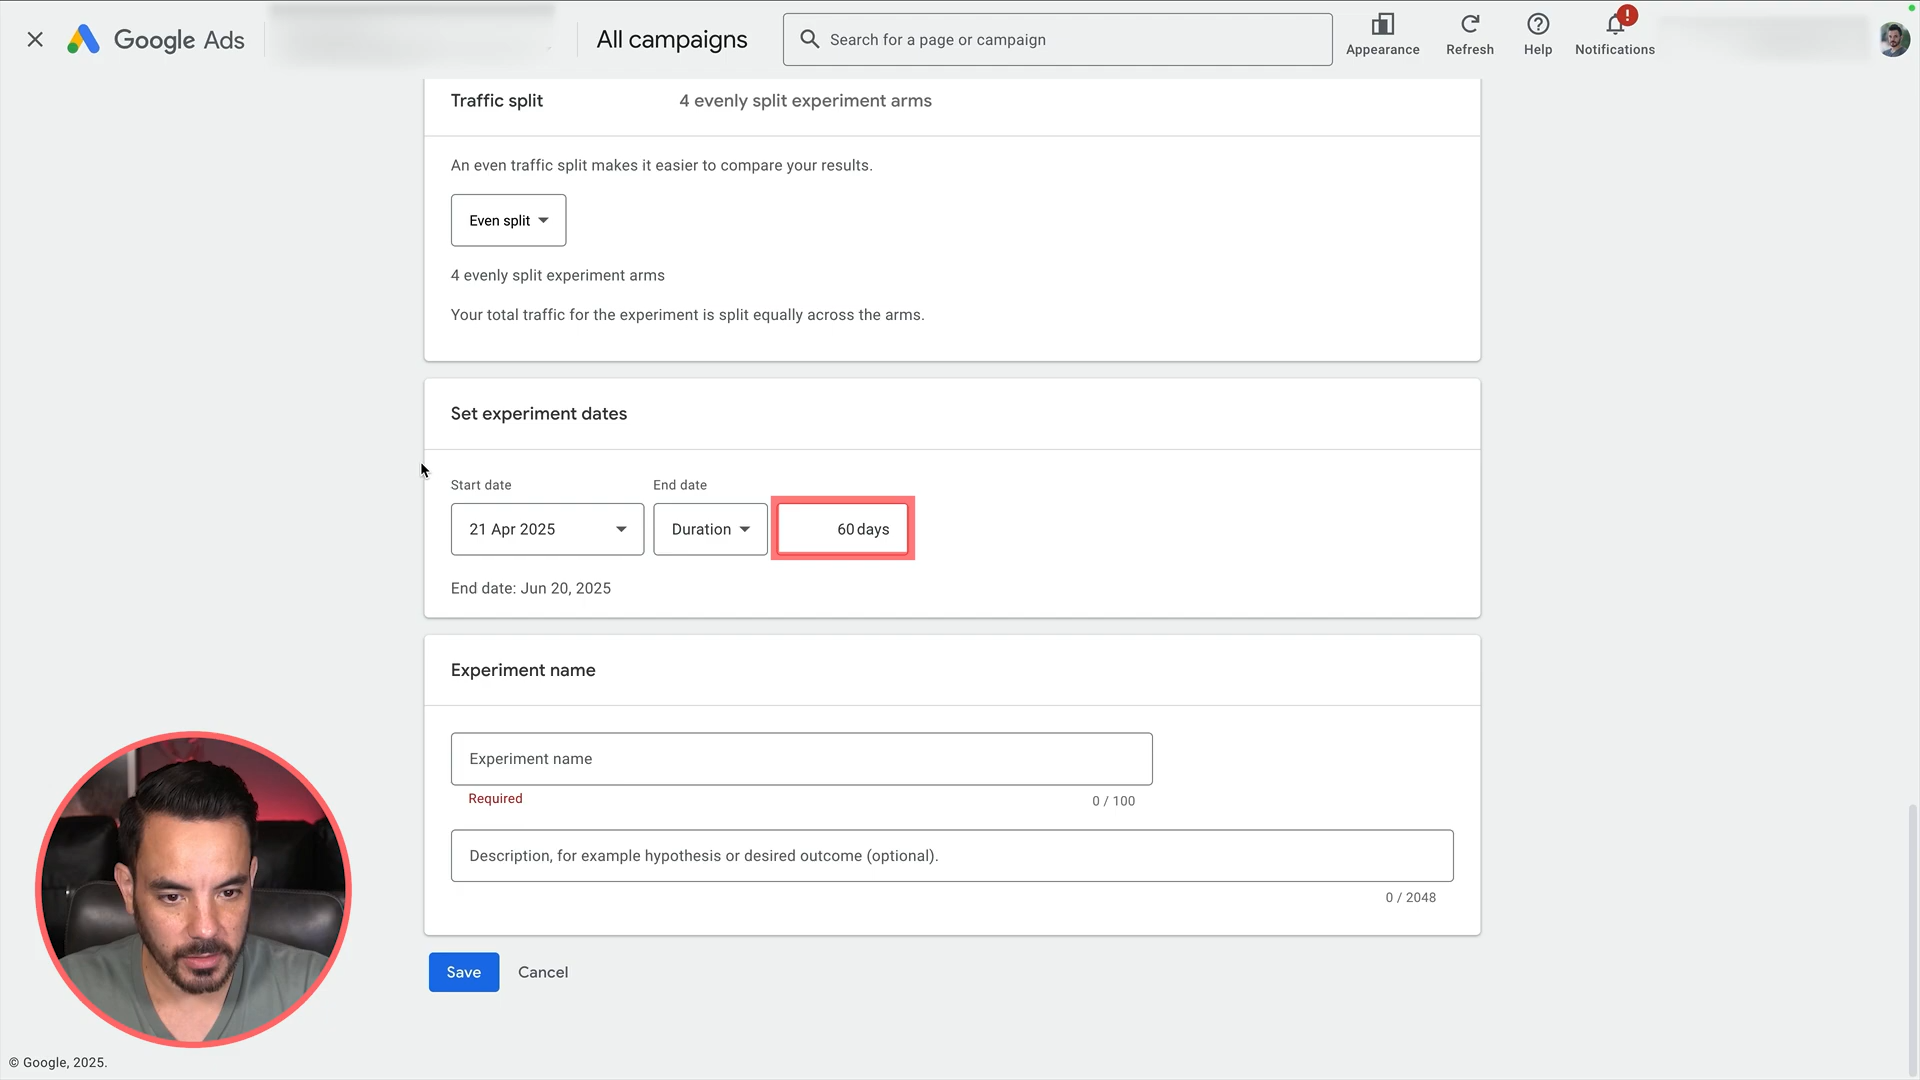 Google Ads
All campaigns
Search for a page or campaign
Appearance
Refresh
Help
!
Notifications
Traffic split
4 evenly split experiment arms
An even traffic split makes it easier to compare your results.
Even split
4 evenly split experiment arms
Your total traffic for the experiment is split equally across the arms.
Set experiment dates
Start date
End date
21 Apr 2025
Duration
60 days
End date: Jun 20, 2025
Experiment name
Experiment name
Required
0 / 100
Description, for example hypothesis or desired outcome (optional).
0 / 2048
Save
Cancel
© Google, 2025.